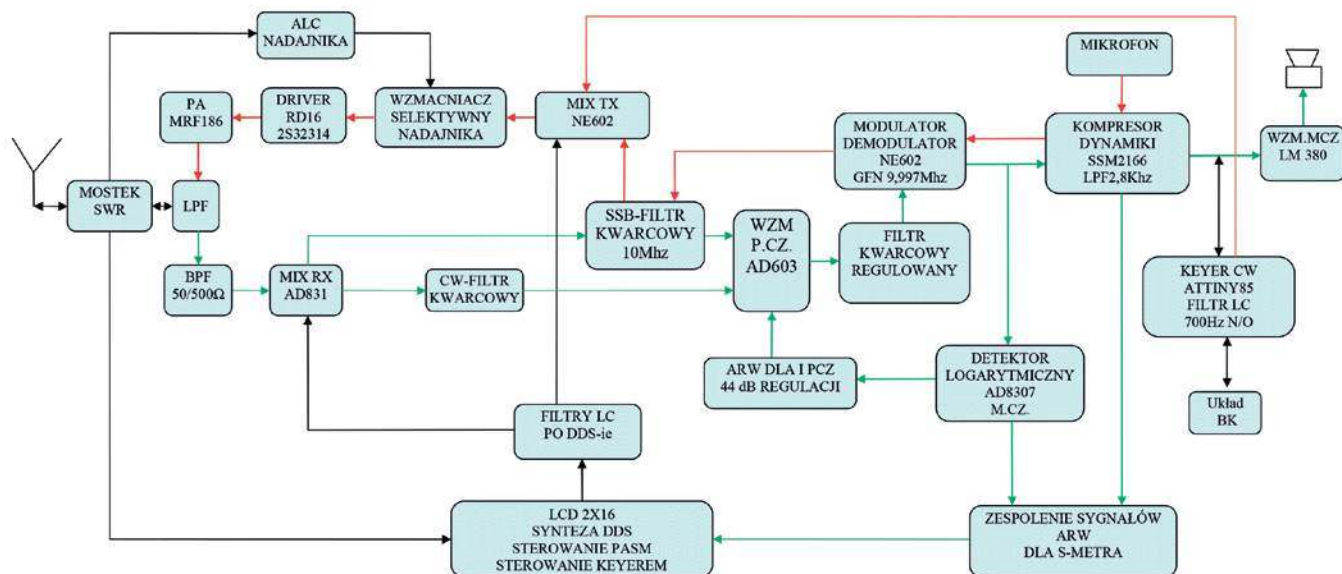 ALC
NADAJNIKA
MIKROFON
PA
MRF186
DRIVER
RD16
2S32314
WZMACNIACZ
SELEKTYWNY
NADAJNIKA
MIX TX
NE602
MODULATOR
DEMODULATOR
NE602
GFN 9,997Mhz
KOMPRESOR
DYNAMIKI
SSM2166
LPF2,8Khz
WZM.MCZ
LM 380
MOSTEK
SWR
LPF
SSB-FILTR
KWARCOWY
10Mhz
WZM
P.CZ.
AD603
FILTR
KWARCOWY
REGULOWANY
BPF
50/500Ω
MIX RX
AD831
CW-FILTR
KWARCOWY
KEYER CW
ATTINY85
FILTR LC
700Hz N/O
ARW DLA I PCZ
44 dB REGULACJI
DETEKTOR
LOGARYTMICZNY
AD8307
M.CZ.
Układ
BK
FILTRY LC
PO DDS-ie
LCD 2X16
SYNTEZA DDS
STEROWANIE PASM
STEROWANIE KEYEREM
ZESPOLENIE SYGNAŁÓW
ARW
DLA S-METRA